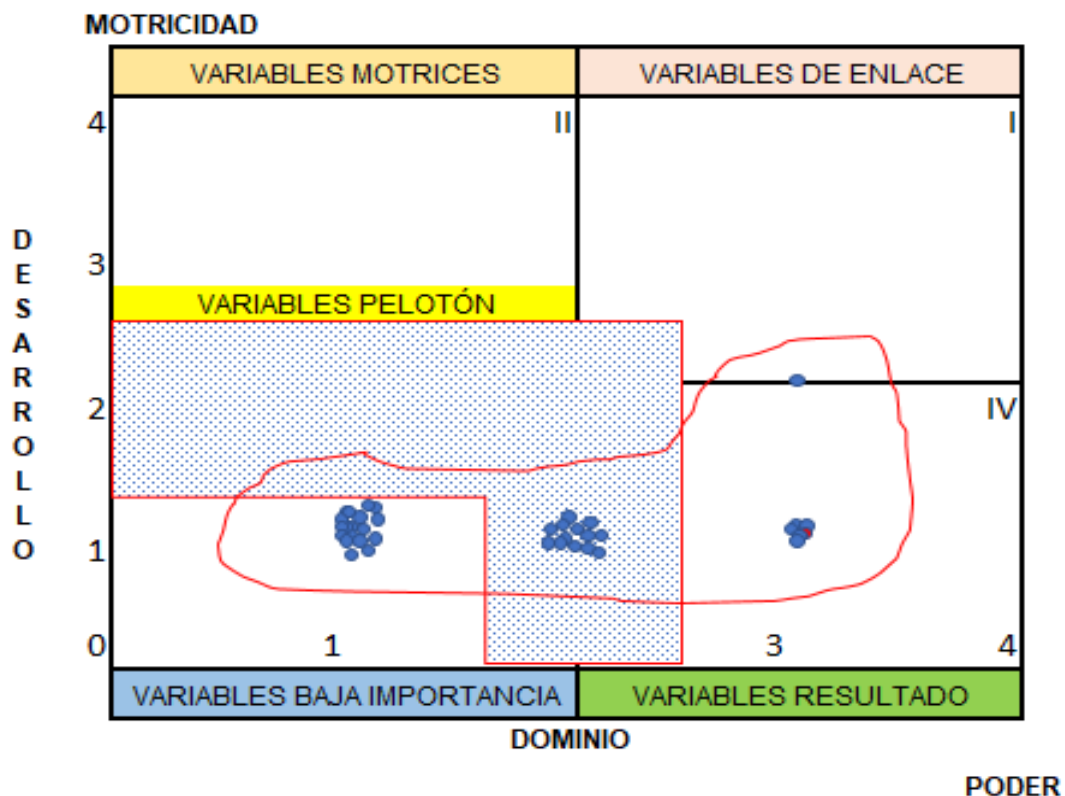 MOTRICIDAD
VARIABLES MOTRICES
VARIABLES DE ENLACE
4
II
I
3
VARIABLES PELOTÓN
DESARROLLO
2
IV
1
0
1
3
4
VARIABLES BAJA IMPORTANCIA
VARIABLES RESULTADO
DOMINIO
PODER